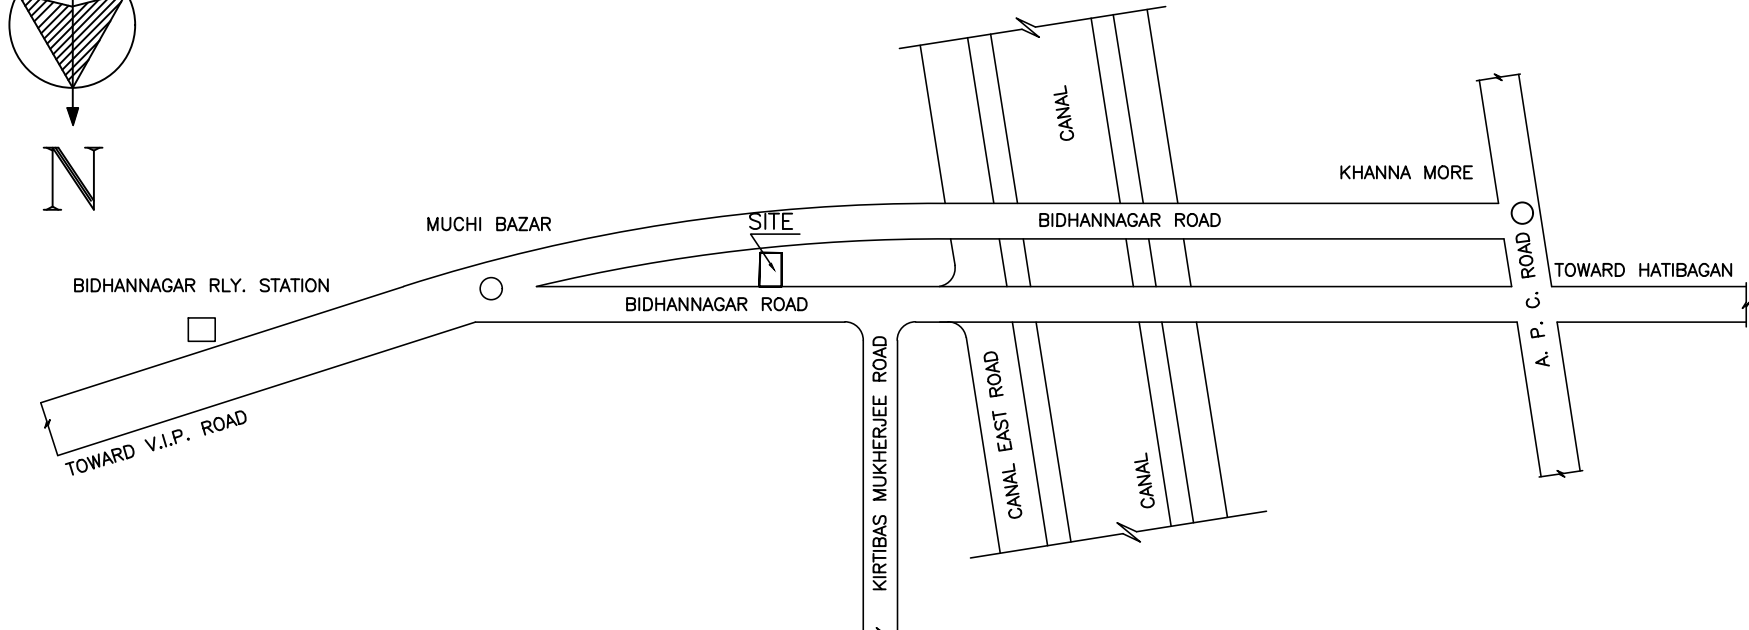 N
CANAL
KHANNA MORE
MUCHI BAZAR
SITE
BIDHANNAGAR ROAD
BIDHANNAGAR RLY. STATION
TOWARD HATIBAGAN
BIDHANNAGAR ROAD
A. P. C. ROAD
TOWARD V.I.P. ROAD
KIRTIBAS MUKHERJEE ROAD
CANAL EAST ROAD
CANAL